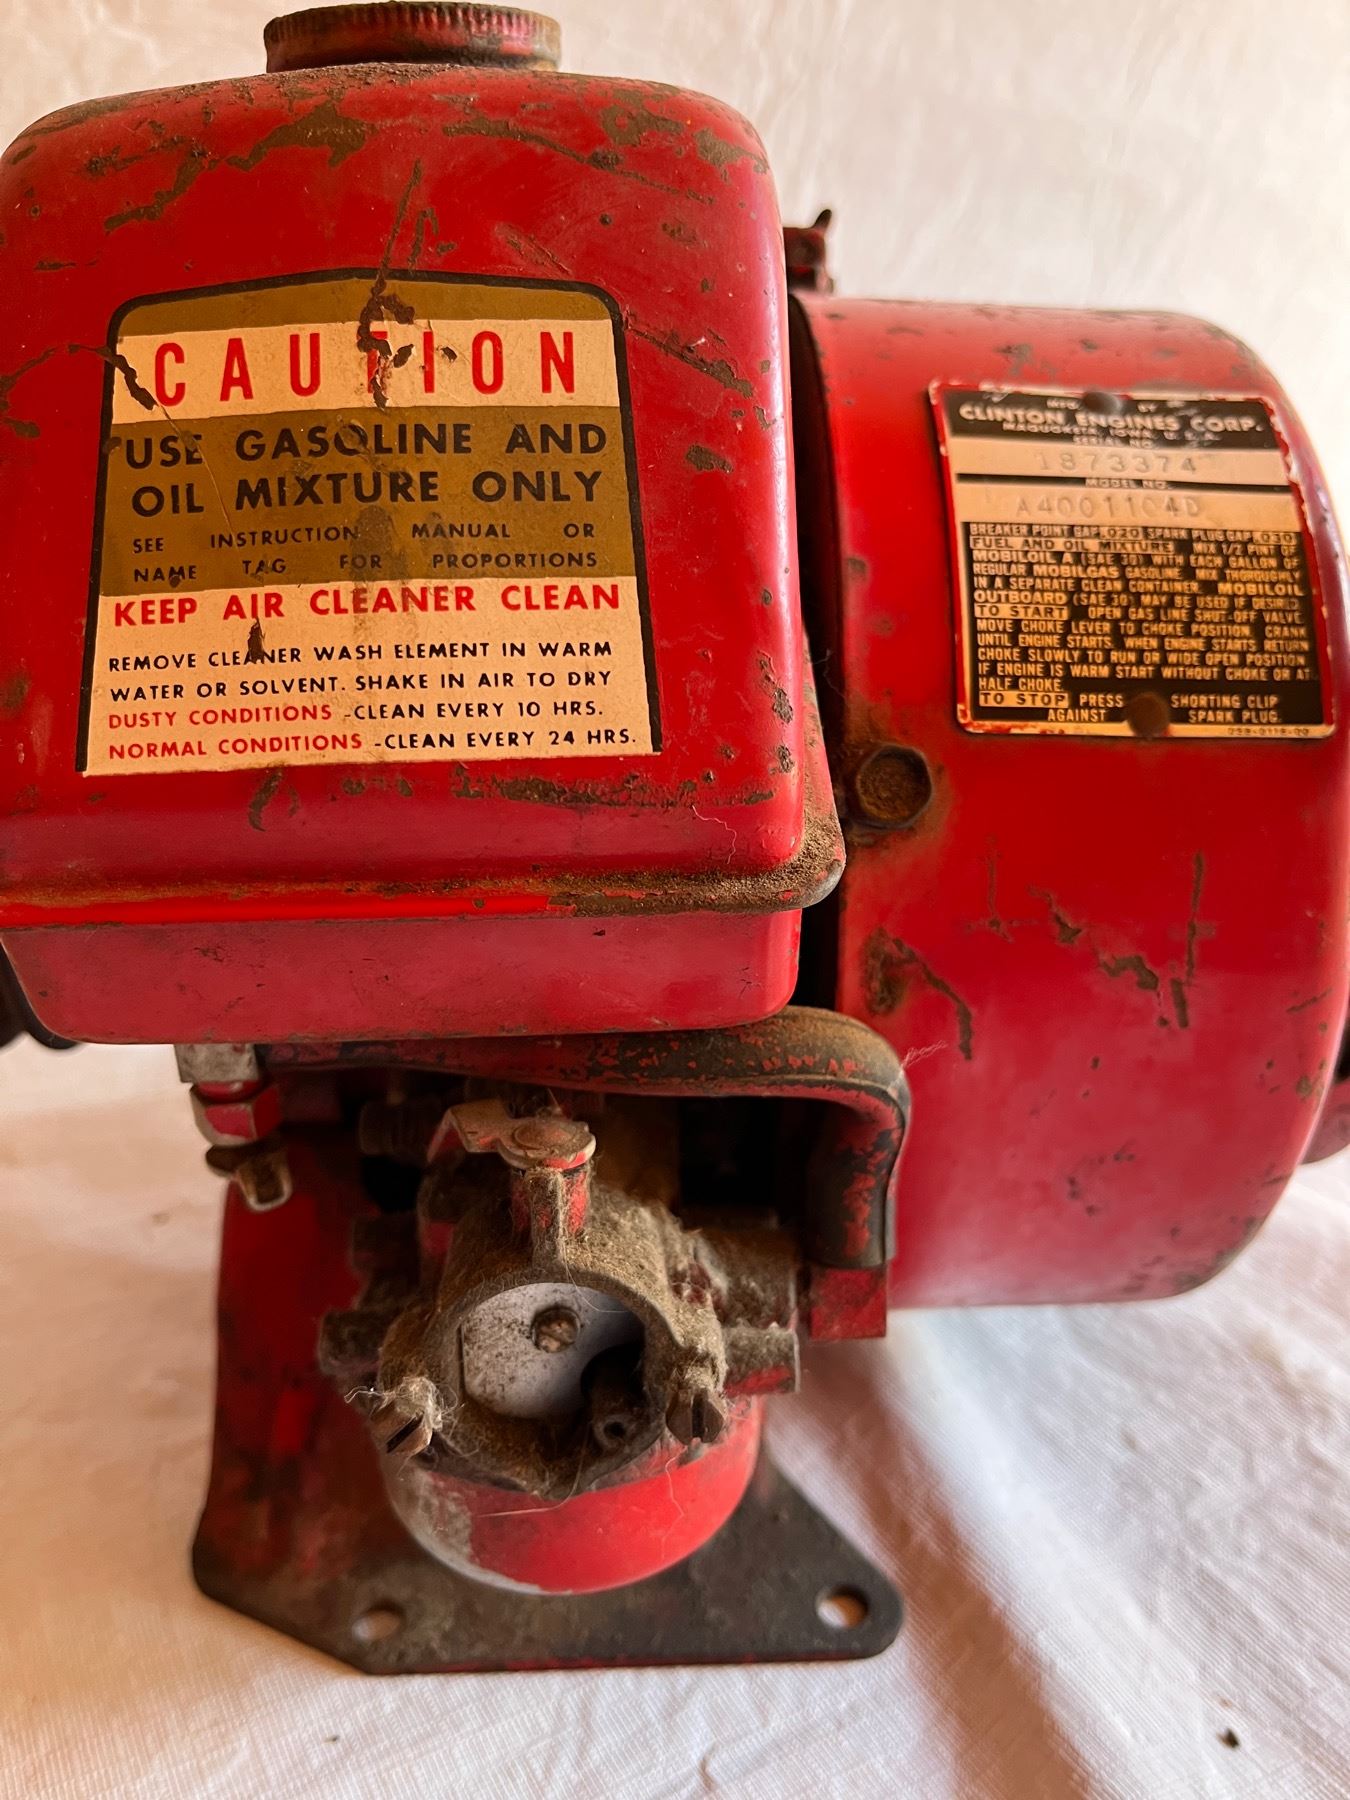 CAUTION
USE GASOLINE AND
OIL MIXTURE ONLY
SEE INSTRUCTION MANUAL OR
NAME TAG FOR PROPORTIONS
KEEP AIR CLEANER CLEAN
REMOVE CLEANER WASH ELEMENT IN WARM
WATER OR SOLVENT. SHAKE IN AIR TO DRY
DUSTY CONDITIONS -CLEAN EVERY 10 HRS.
NORMAL CONDITIONS -CLEAN EVERY 24 HRS.
MFG. BY
CLINTON ENGINES CORP.
MAQUOKETA, IOWA, U.S.A.
SERIAL NO.
1873374
MODEL NO.
A4001104D
BREAKER POINT GAP .020 SPARK PLUG GAP .030
FUEL AND OIL MIXTURE MIX 1/2 PINT OF
MOBILOIL A (SAE 30) WITH EACH GALLON OF
REGULAR MOBILGAS GASOLINE. MIX THOROUGHLY
IN A SEPARATE CLEAN CONTAINER. MOBILOIL
OUTBOARD (SAE 30) MAY BE USED IF DESIRED.
TO START OPEN GAS LINE SHUT-OFF VALVE
MOVE CHOKE LEVER TO CHOKE POSITION. CRANK
UNTIL ENGINE STARTS. WHEN ENGINE STARTS RETURN
CHOKE SLOWLY TO RUN OR WIDE OPEN POSITION.
IF ENGINE IS WARM START WITHOUT CHOKE OR AT
HALF CHOKE.
TO STOP PRESS SHORTING CLIP
AGAINST SPARK PLUG.